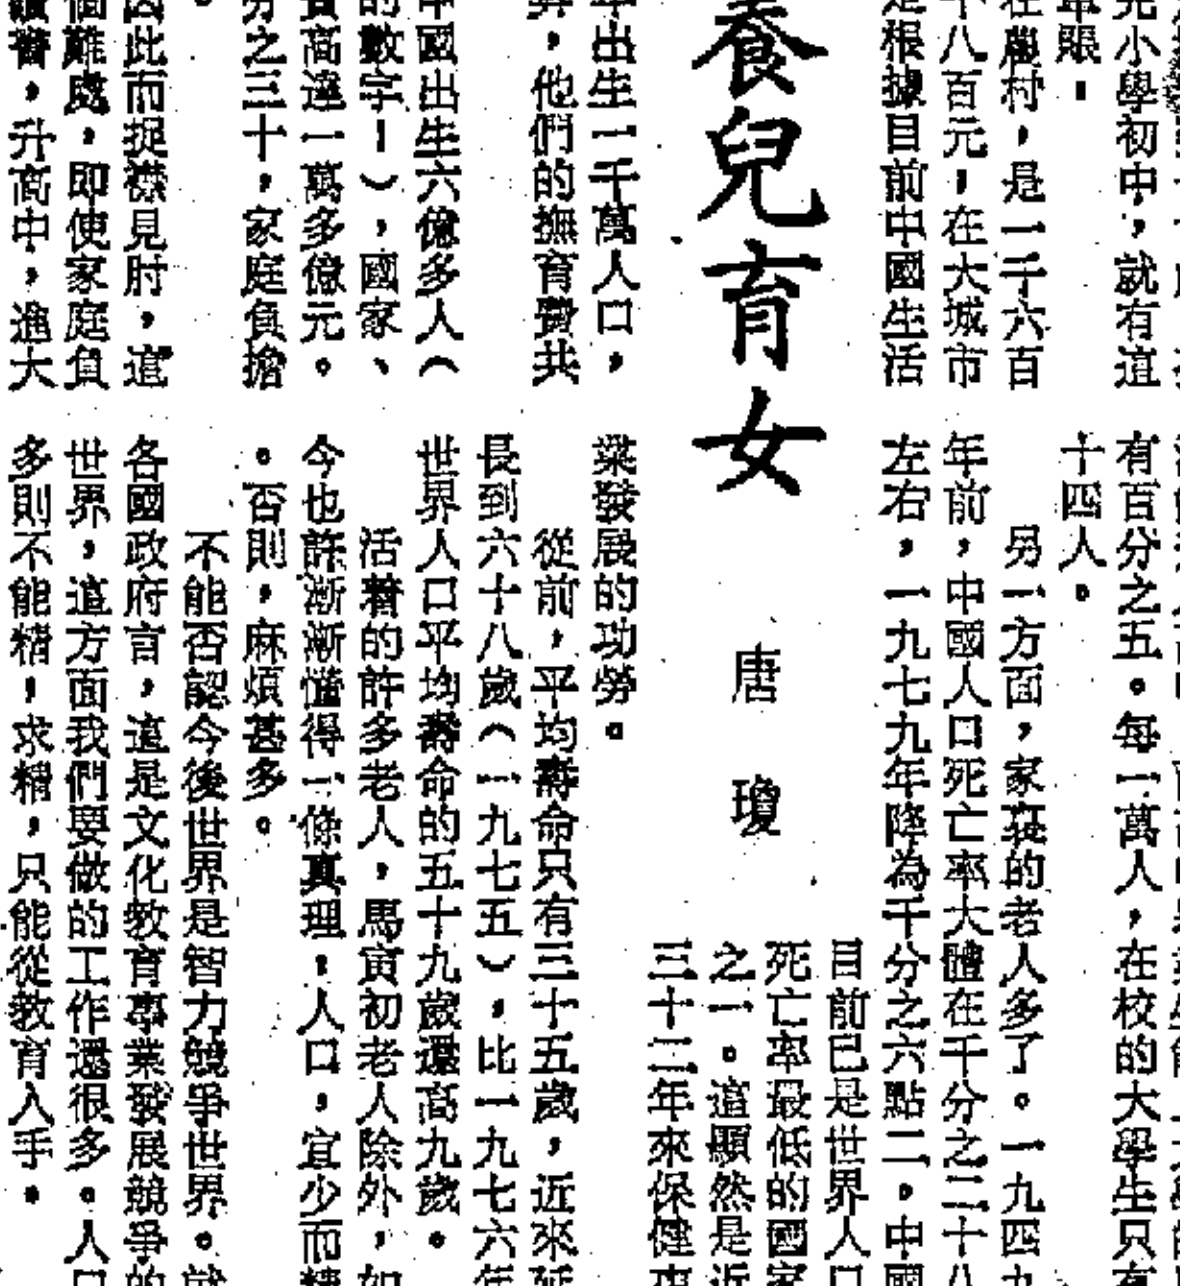 完小學初中，就有這
年賬。
在農村，是一千六百
千八百元，在大城市
是根據目前中國生活
養兒育女
唐瓊
年出生一千萬人口，
算，他們的撫育費共
中國出生六億多人（
的數字！），國家、
費高達一萬多億元。
分之三十，家庭負擔
因此而捉襟見肘，這
個難處，即使家庭負
升高中，進大
有百分之五。每一萬人，在校的大學生只有
十四人。
另一方面，家裏的老人多了。一九四九
年前，中國人口死亡率大體在千分之二十八
左右，一九七九年降為千分之六點二。中國
目前已是世界人口
死亡率最低的國家
之一。這顯然是近
三十二年來保健事
業發展的功勞。
從前，平均壽命只有三十五歲，近來延
長到六十八歲（一九七五），比一九七六年
世界人口平均壽命的五十九歲還高九歲。
活着的許多老人，馬寅初老人除外，如
今也許漸漸懂得一條真理：人口，宜少而精
。否則，麻煩甚多。
不能否認今後世界是智力競爭世界。就
各國政府言，這是文化教育事業發展競爭的
世界，這方面我們要做的工作還很多。人口
多則不能精，求精，只能從教育入手。